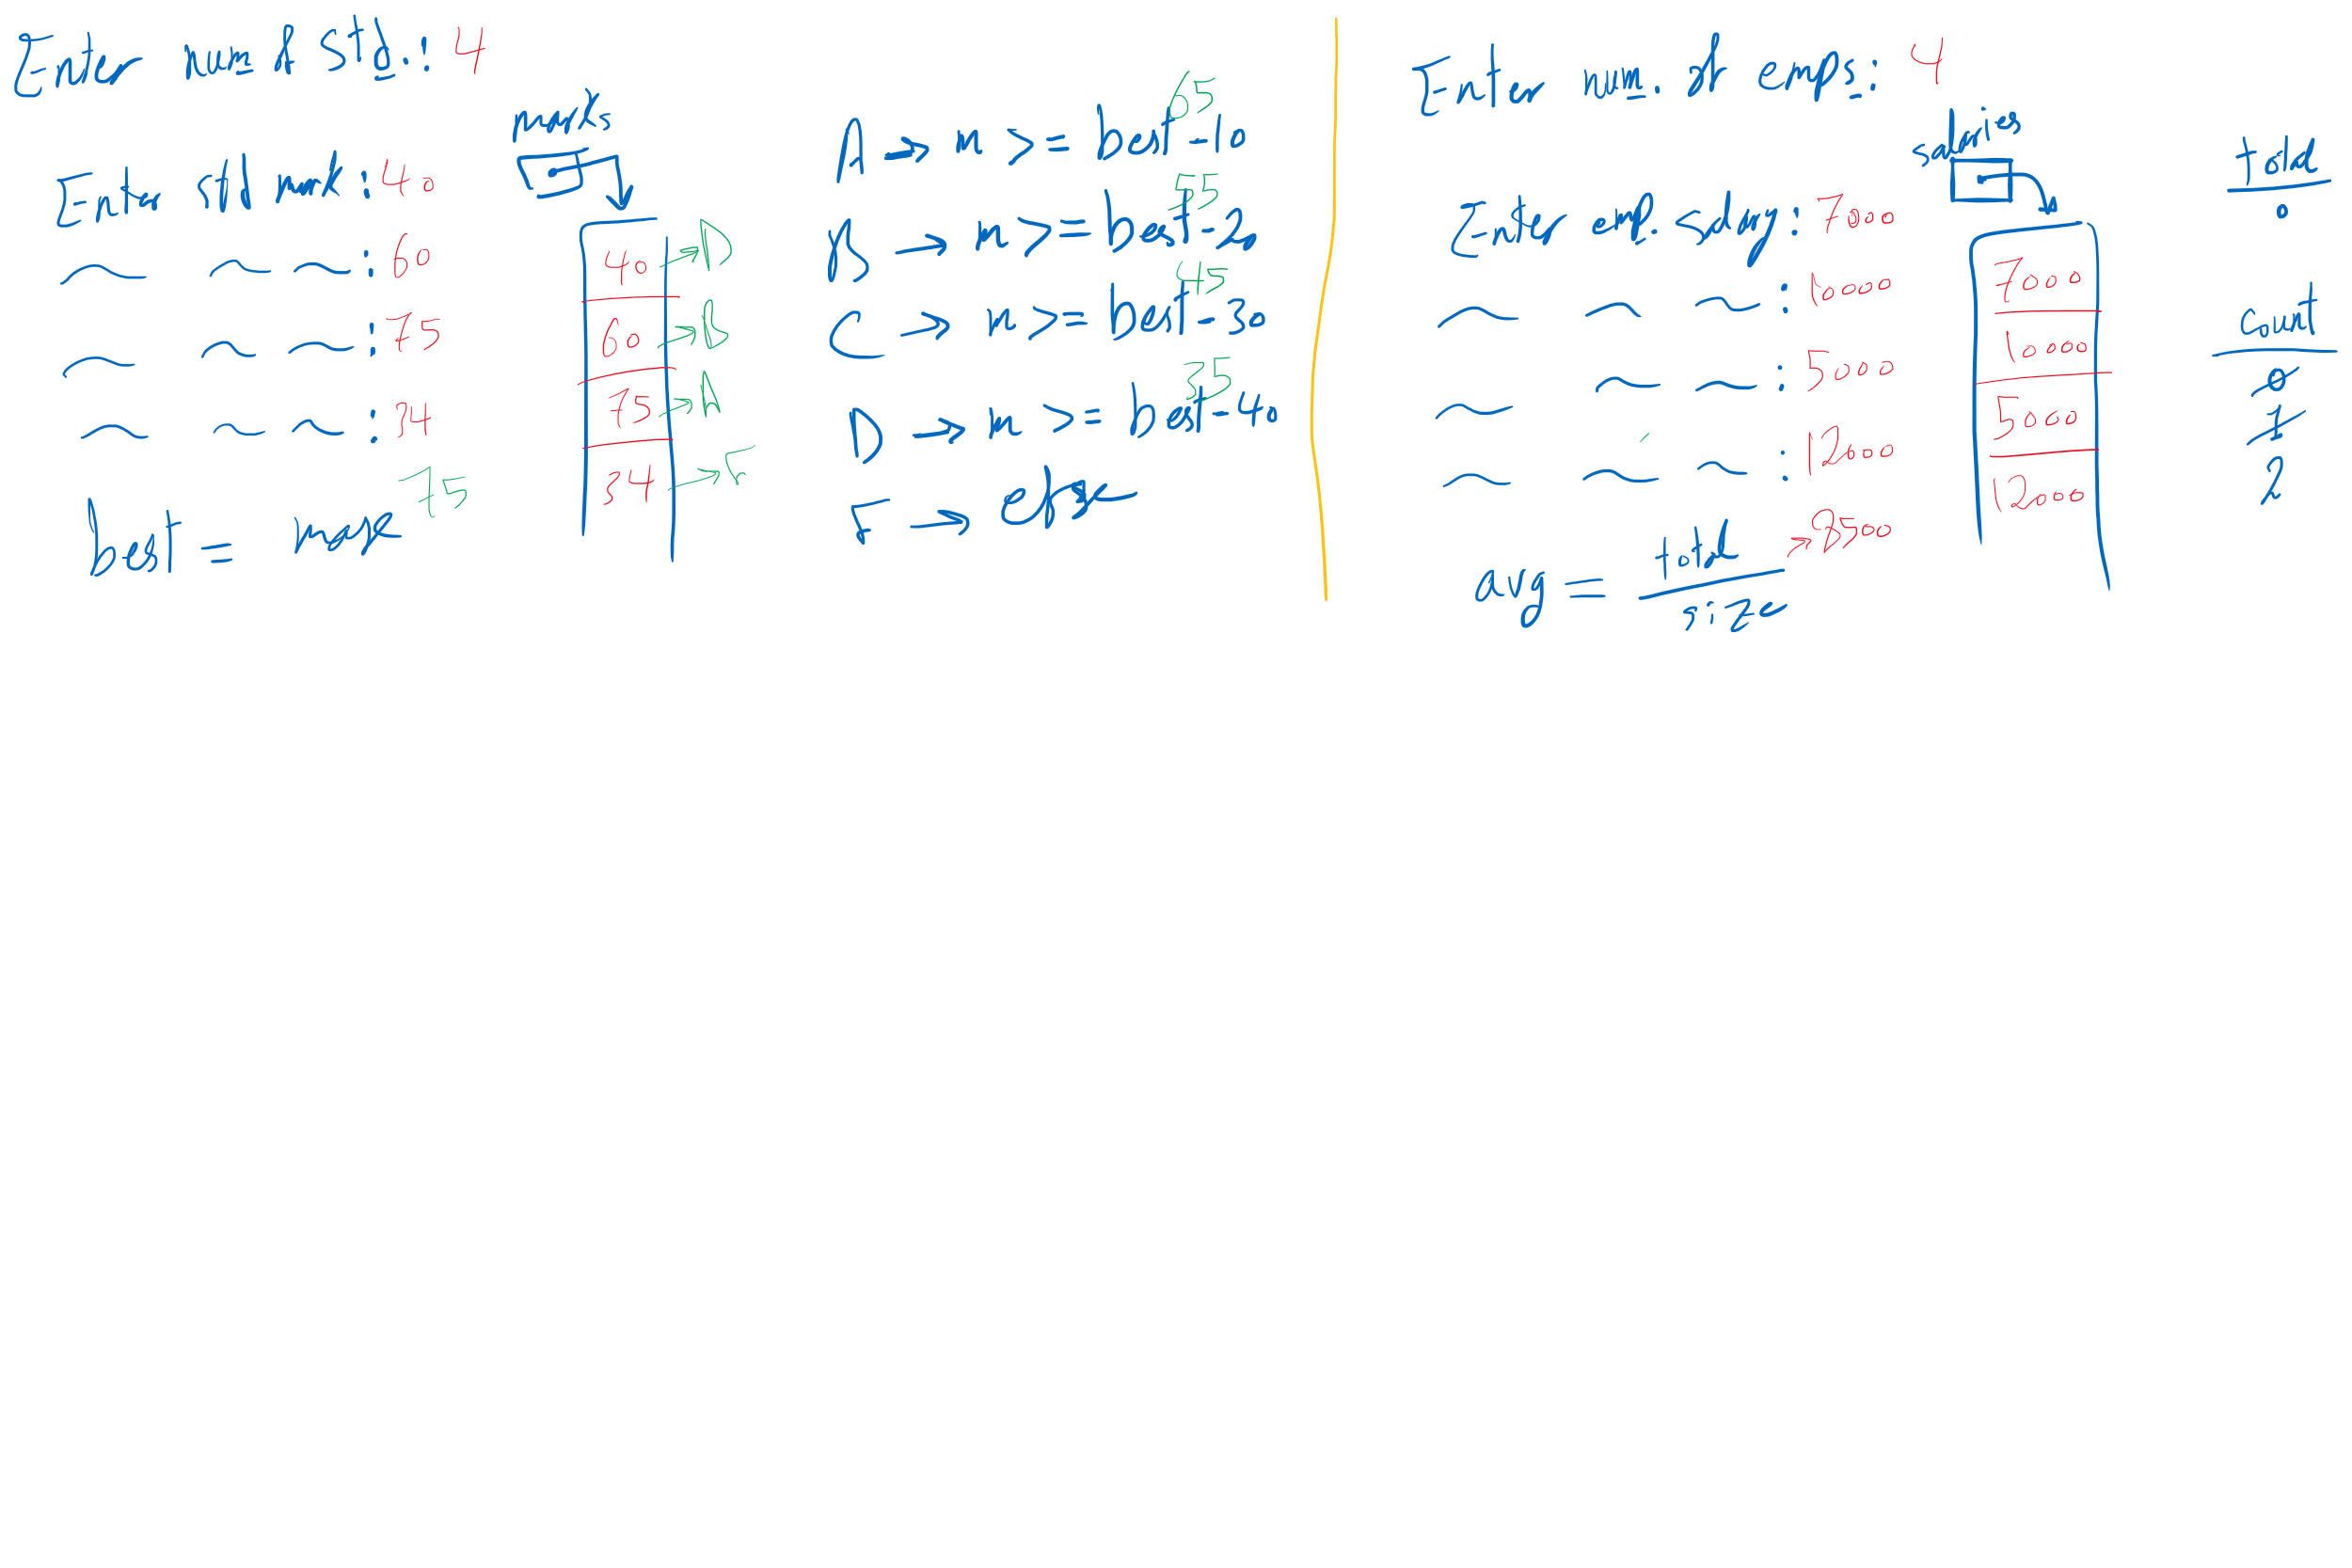 Enter num of std.: 4
marks
Enter std mark: 40
: 60
: 75
: 34
best = max 75
40 → D
60 → B
75 → A
34 → F
A → m >= best - 10 65
B → m >= best - 20 55
C → m >= best - 30 45
D → m >= best - 40 35
F → else
Enter num. of emps: 4
salaries
Enter emp. salary: 7000
: 10000
: 5000
: 12000
avg = total / size → 8500
7000
10000
5000
12000
total
0
count
0
1
2